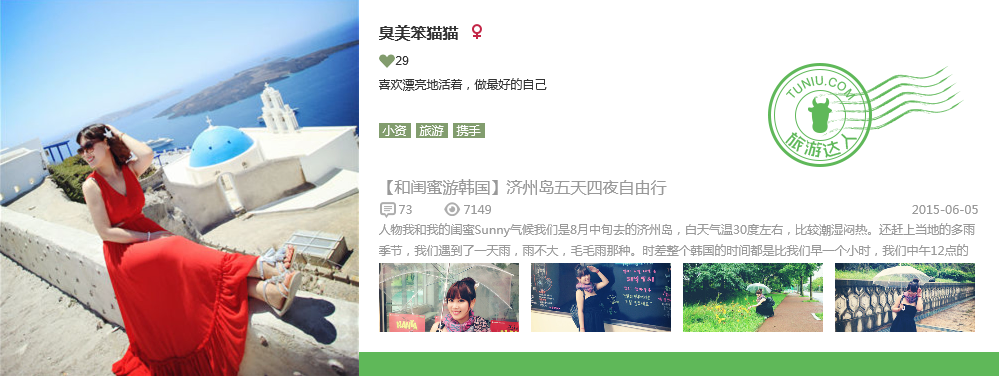 臭美笨猫猫
29
喜欢漂亮地活着，做最好的自己
小资 旅游 携手
TUNIU.COM
旅游达人
【和闺蜜游韩国】济州岛五天四夜自由行
73 7149 2015-06-05
人物我和我的闺蜜Sunny气候我们是8月中旬去的济州岛，白天气温30度左右，比较潮湿闷热。还赶上当地的多雨
季节，我们遇到了一天雨，雨不大，毛毛雨那种。时差整个韩国的时间都是比我们早一个小时，我们中午12点的